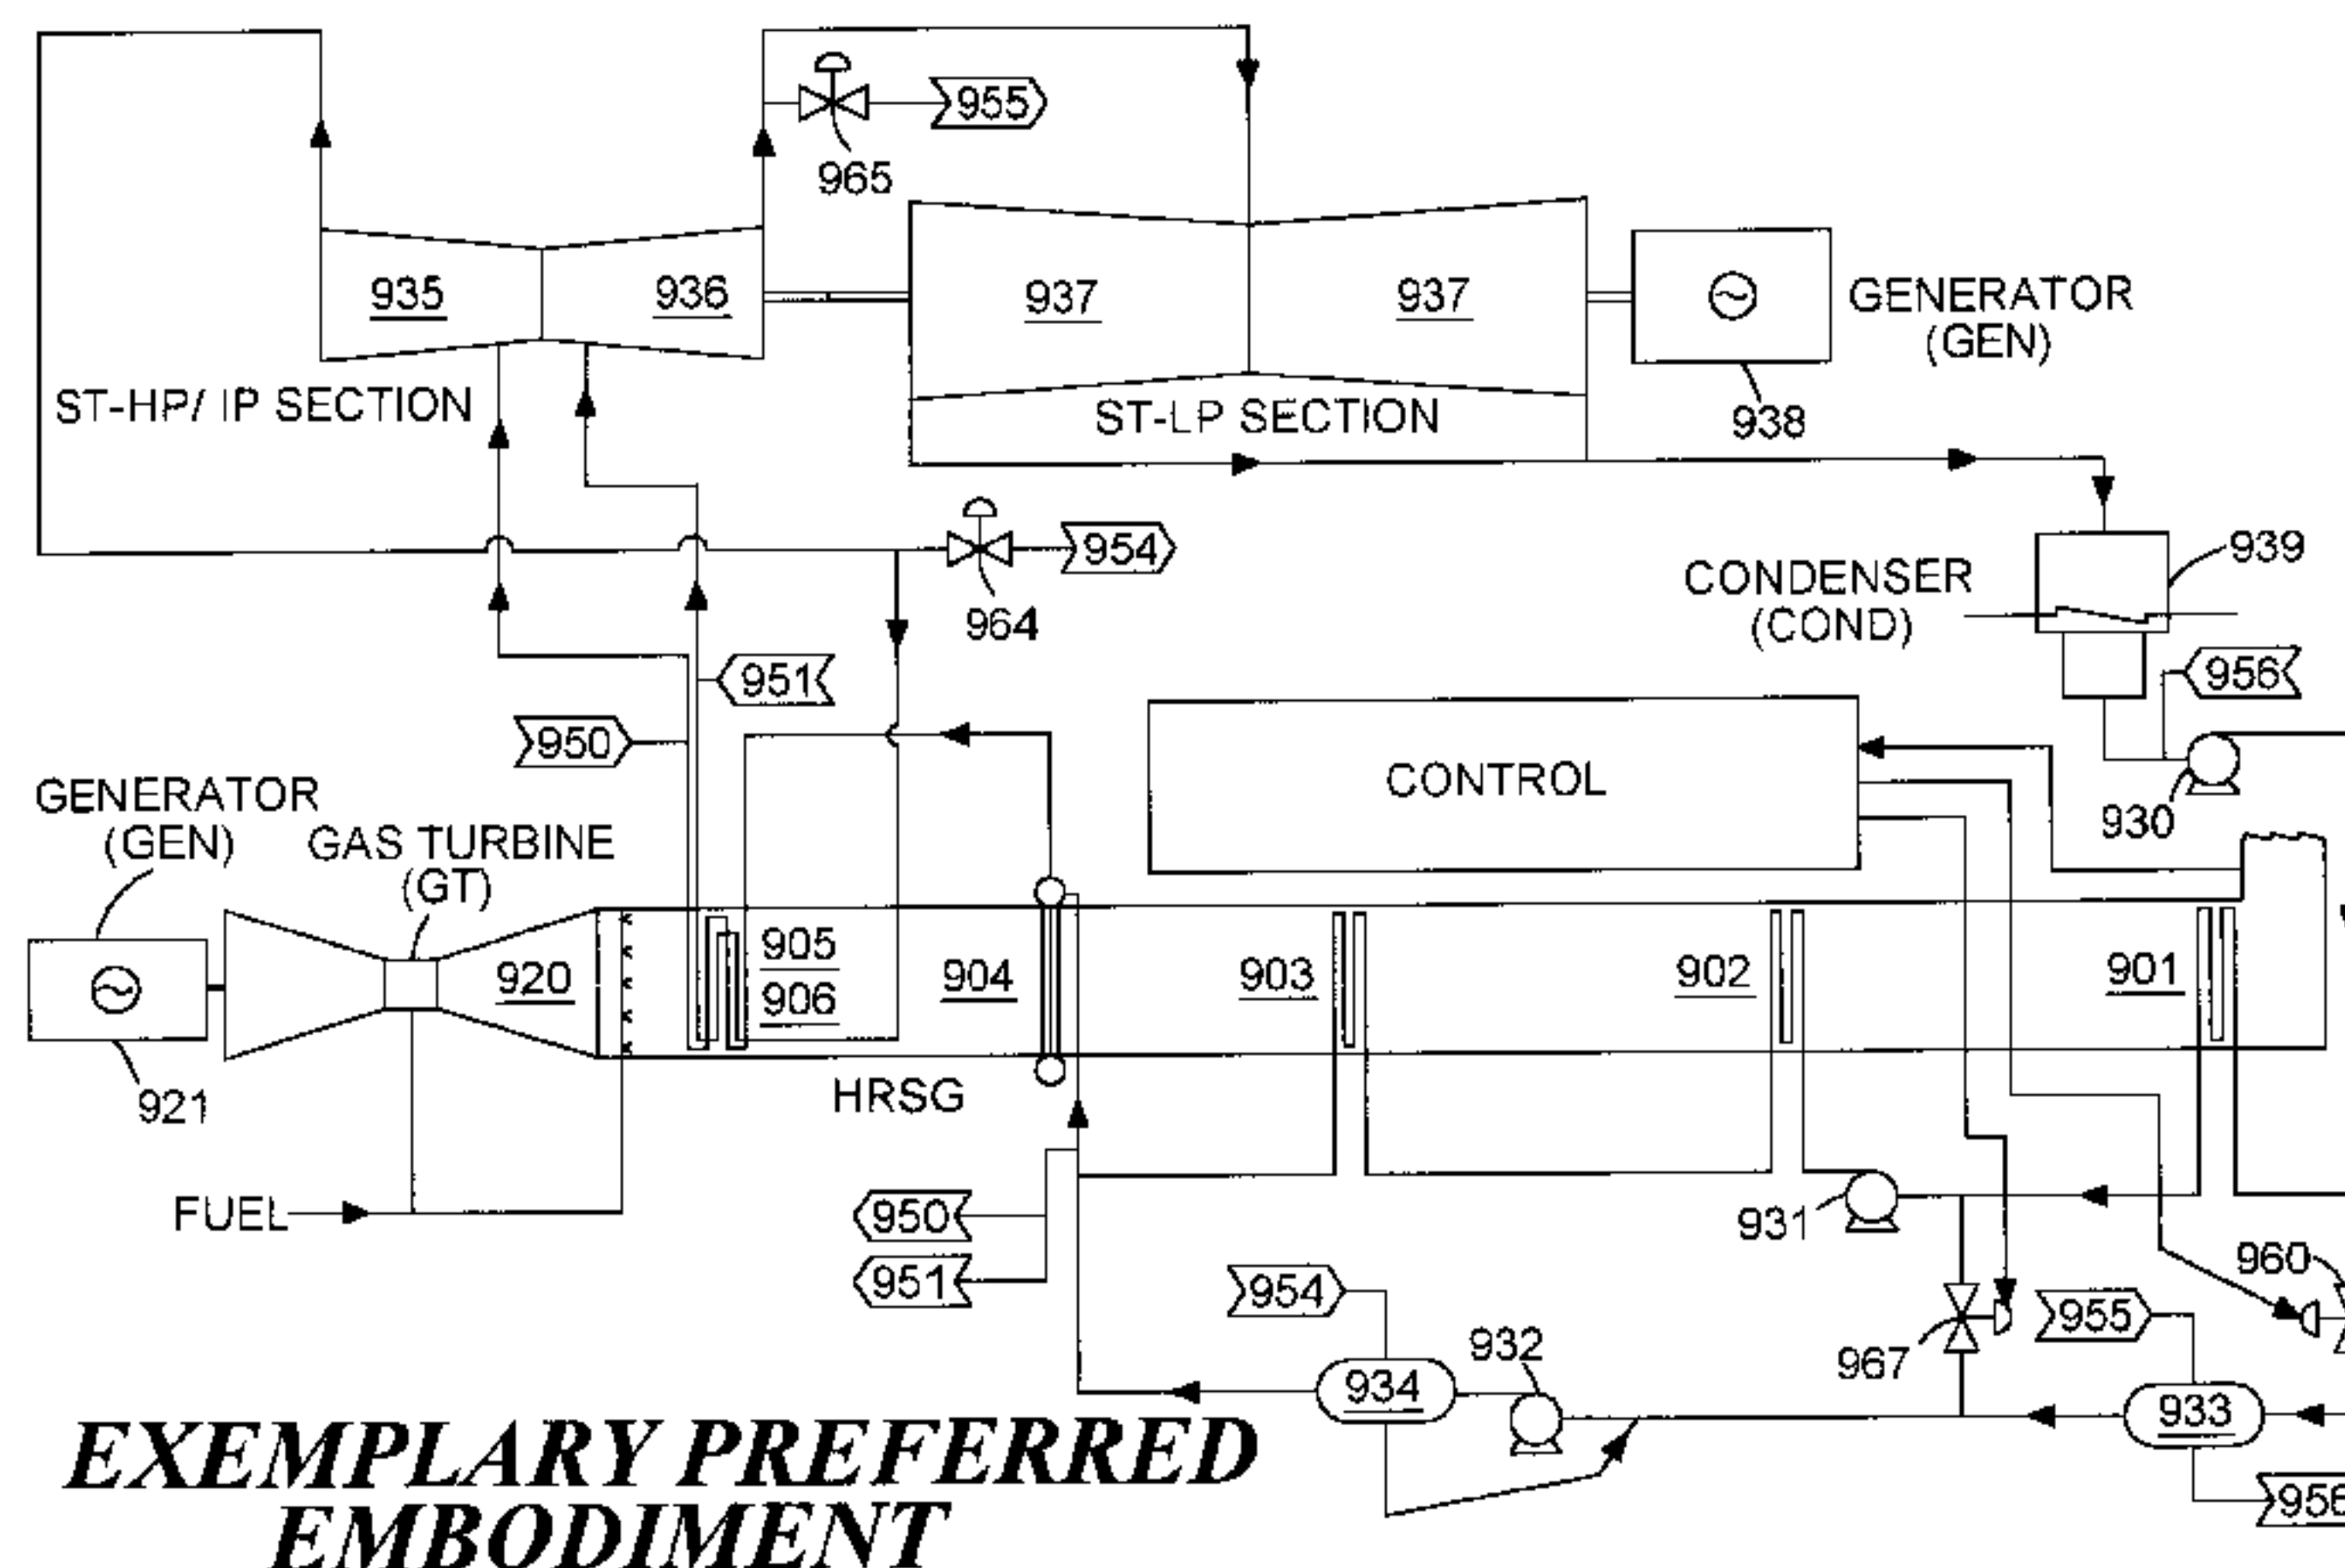 955
965
935
936
937
937
GENERATOR
(GEN)
938
ST-HP/ IP SECTION
ST-LP SECTION
954
964
939
CONDENSER
(COND)
951
956
950
CONTROL
930
GENERATOR
(GEN)
GAS TURBINE
(GT)
920
905
906
904
903
902
901
921
HRSG
FUEL
950
951
931
960
954
932
955
967
934
933
956
EXEMPLARY PREFERRED
EMBODIMENT